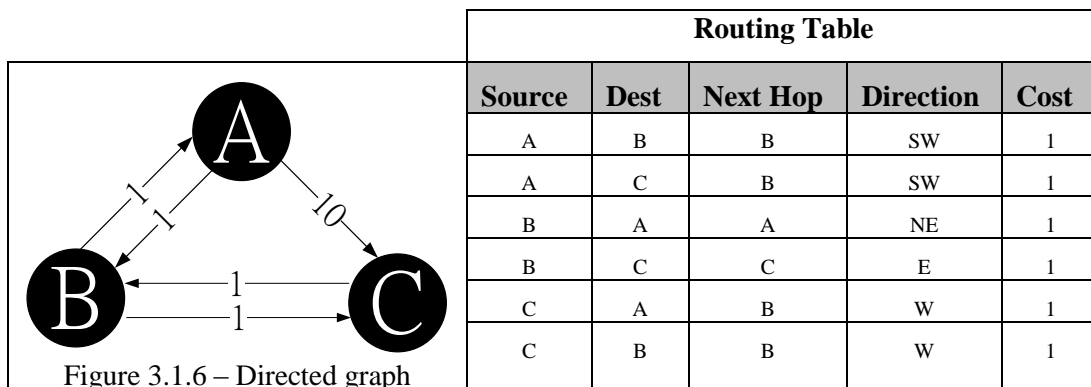 Routing Table
Source Dest Next Hop Direction Cost
A B B SW 1
A C B SW 1
B A A NE 1
B C C E 1
C A B W 1
C B B W 1
A
1
1
10
B
1
1
C
Figure 3.1.6 – Directed graph